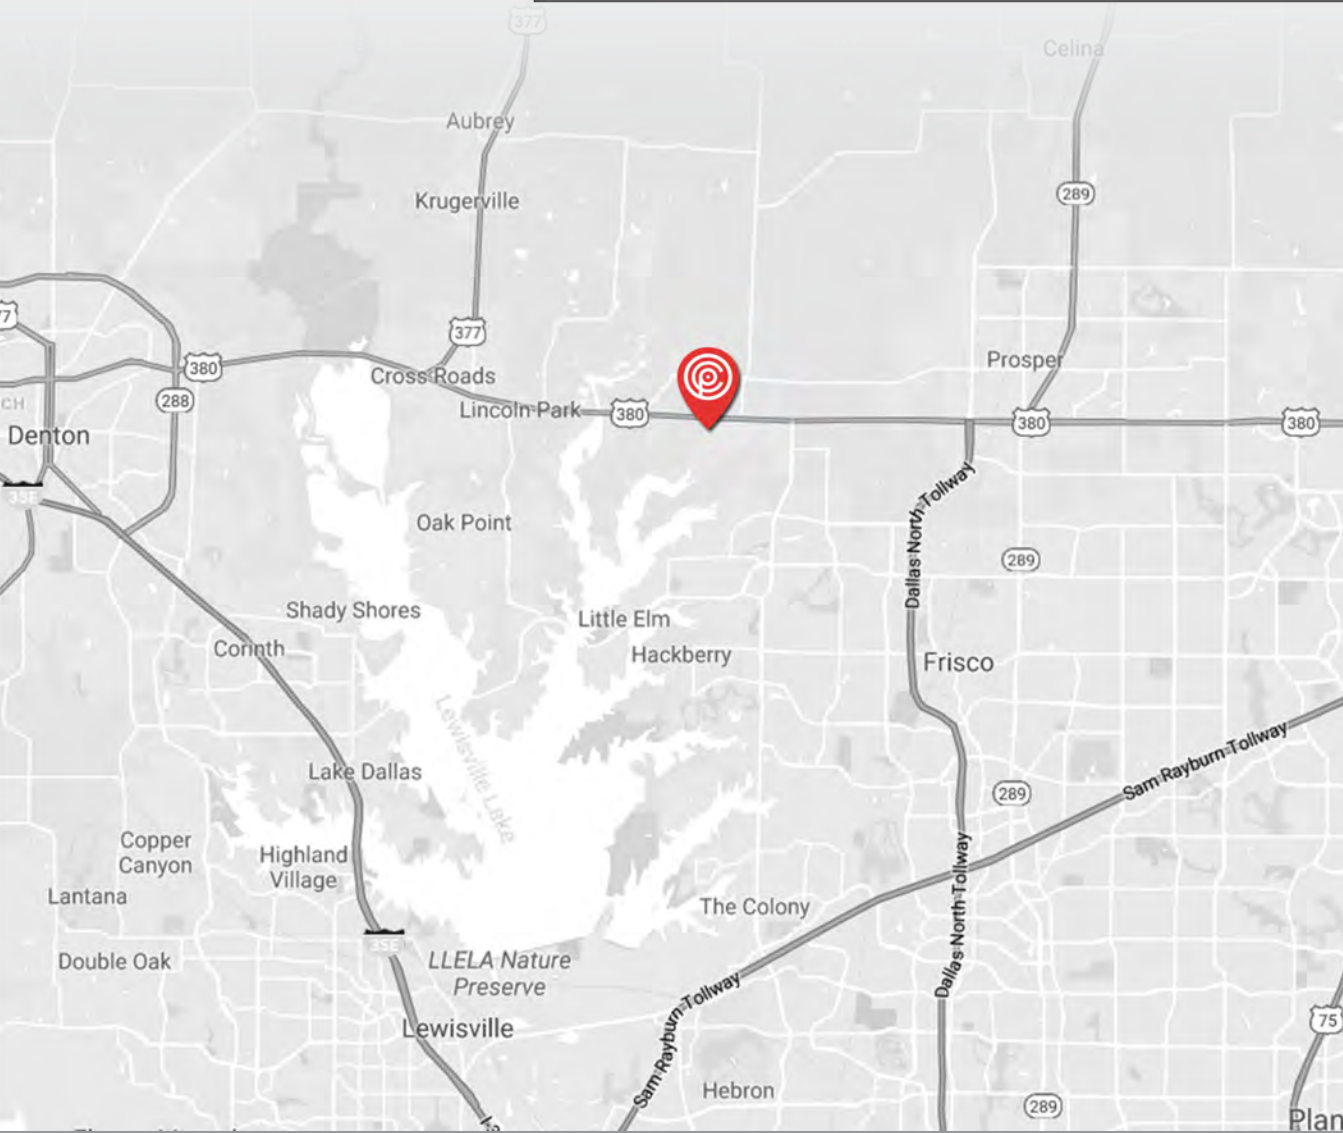 377
Celina
Aubrey
289
Krugerville
377
380
Cross Roads
Prosper
288
Lincoln Park
380
380
380
Denton
35E
Oak Point
Dallas North Tollway
289
Shady Shores
Little Elm
Corinth
Hackberry
Frisco
Lewisville Lake
Sam Rayburn Tollway
Lake Dallas
289
Copper
Canyon
Highland
Village
Lantana
The Colony
Dallas North Tollway
35E
Double Oak
LLELA Nature
Preserve
Sam Rayburn Tollway
Lewisville
75
Hebron
289
Plan